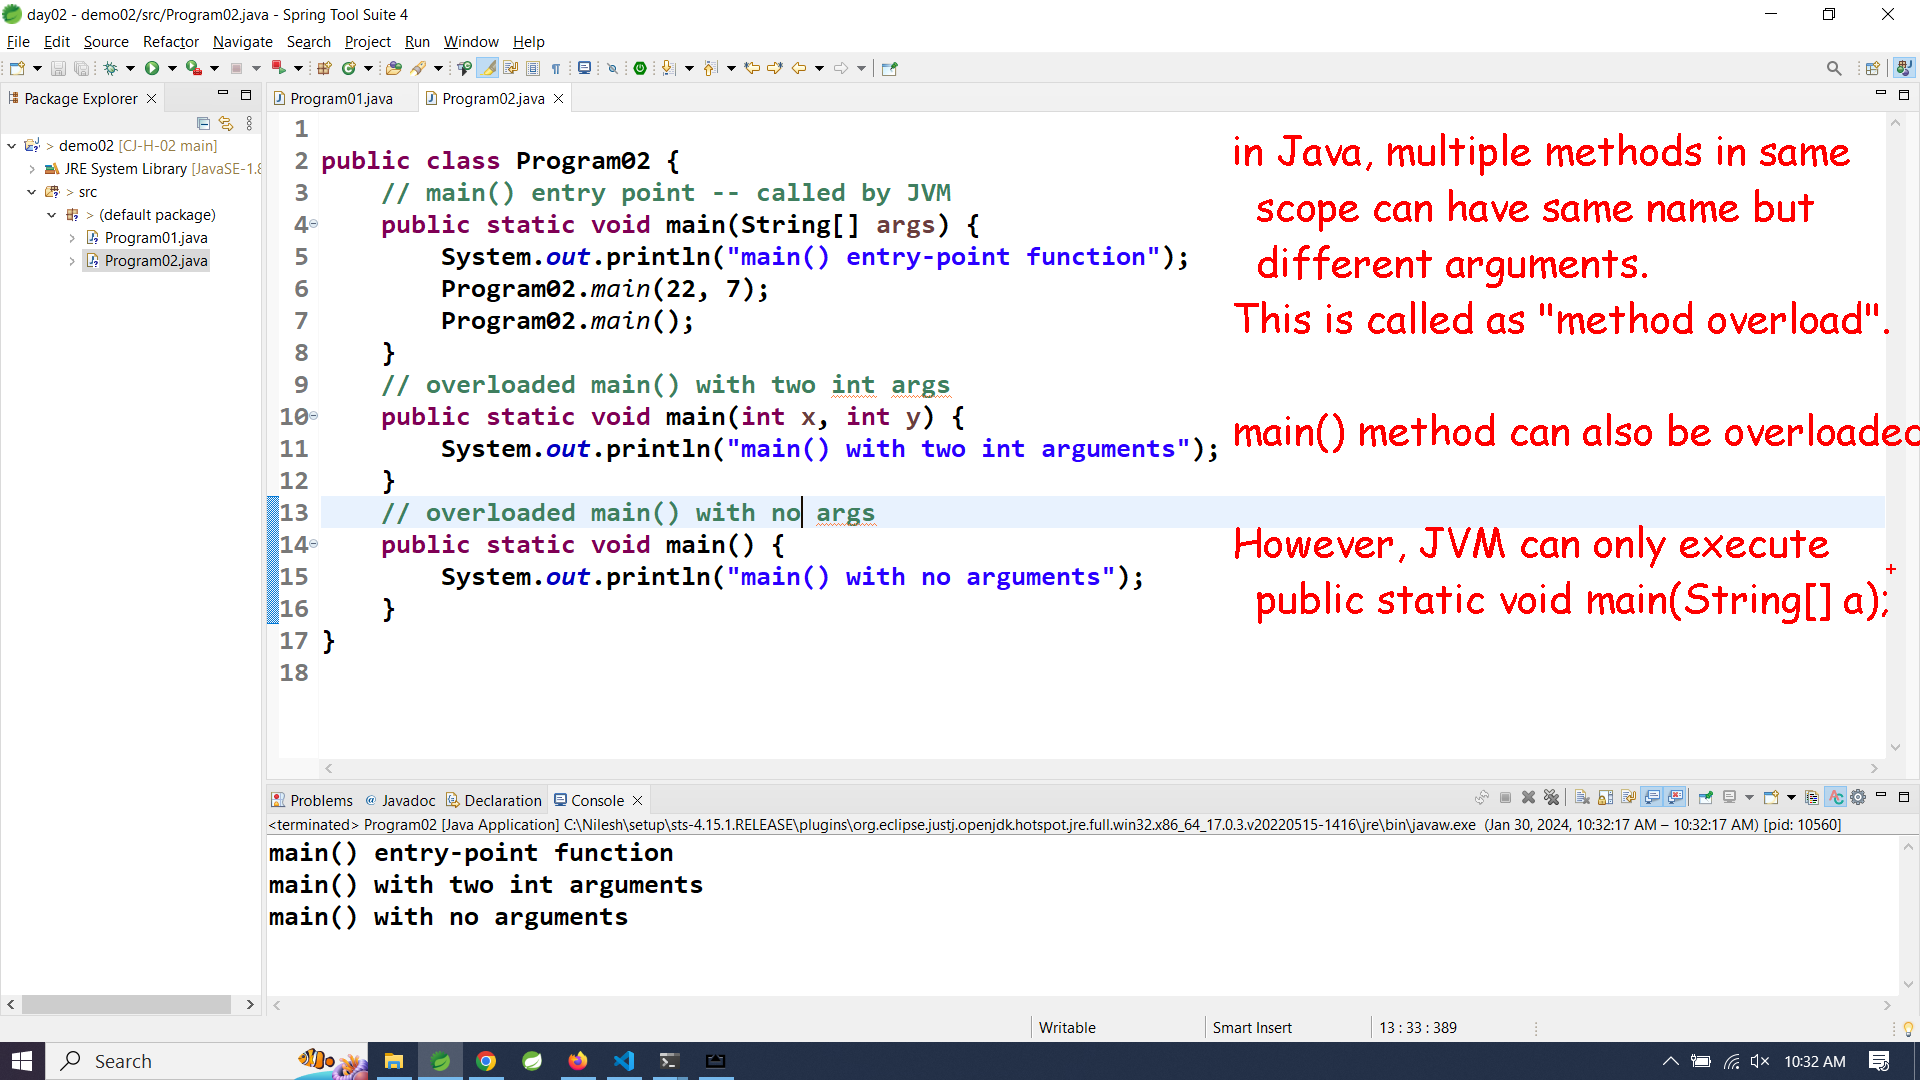 day02 - demo02/src/Program02.java - Spring Tool Suite 4
File Edit Source Refactor Navigate Search Project Run Window Help
Package Explorer
demo02 [CJ-H-02 main]
JRE System Library [JavaSE-1.8
src
(default package)
Program01.java
Program02.java
Program01.java
Program02.java
1
2 public class Program02 {
3 // main() entry point -- called by JVM
4 public static void main(String[] args) {
5 System.out.println("main() entry-point function");
6 Program02.main(22, 7);
7 Program02.main();
8 }
9 // overloaded main() with two int args
10 public static void main(int x, int y) {
11 System.out.println("main() with two int arguments");
12 }
13 // overloaded main() with no args
14 public static void main() {
15 System.out.println("main() with no arguments");
16 }
17 }
18
in Java, multiple methods in same
scope can have same name but
different arguments.
This is called as "method overload".
main() method can also be overloaded
However, JVM can only execute
public static void main(String[] a);
Problems Javadoc Declaration Console
<terminated> Program02 [Java Application] C:\Nilesh\setup\sts-4.15.1.RELEASE\plugins\org.eclipse.justj.openjdk.hotspot.jre.full.win32.x86_64_17.0.3.v20220515-1416\jre\bin\javaw.exe (Jan 30, 2024, 10:32:17 AM – 10:32:17 AM) [pid: 10560]
main() entry-point function
main() with two int arguments
main() with no arguments
Writable Smart Insert 13 : 33 : 389
Search
10:32 AM